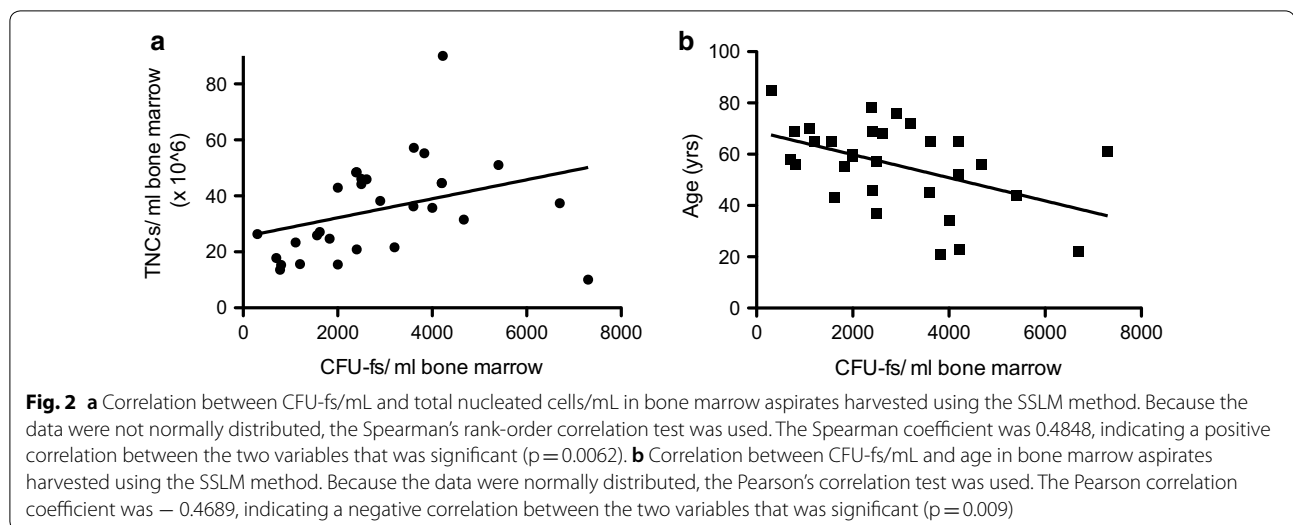 a
TNCs/ ml bone marrow
(x 10^6)
80
60
40
20
0
0 2000 4000 6000 8000
CFU-fs/ ml bone marrow
b
Age (yrs)
100
80
60
40
20
0
0 2000 4000 6000 8000
CFU-fs/ ml bone marrow
Fig. 2 a Correlation between CFU-fs/mL and total nucleated cells/mL in bone marrow aspirates harvested using the SSLM method. Because the
data were not normally distributed, the Spearman's rank-order correlation test was used. The Spearman coefficient was 0.4848, indicating a positive
correlation between the two variables that was significant (p = 0.0062). b Correlation between CFU-fs/mL and age in bone marrow aspirates
harvested using the SSLM method. Because the data were normally distributed, the Pearson's correlation test was used. The Pearson correlation
coefficient was − 0.4689, indicating a negative correlation between the two variables that was significant (p = 0.009)